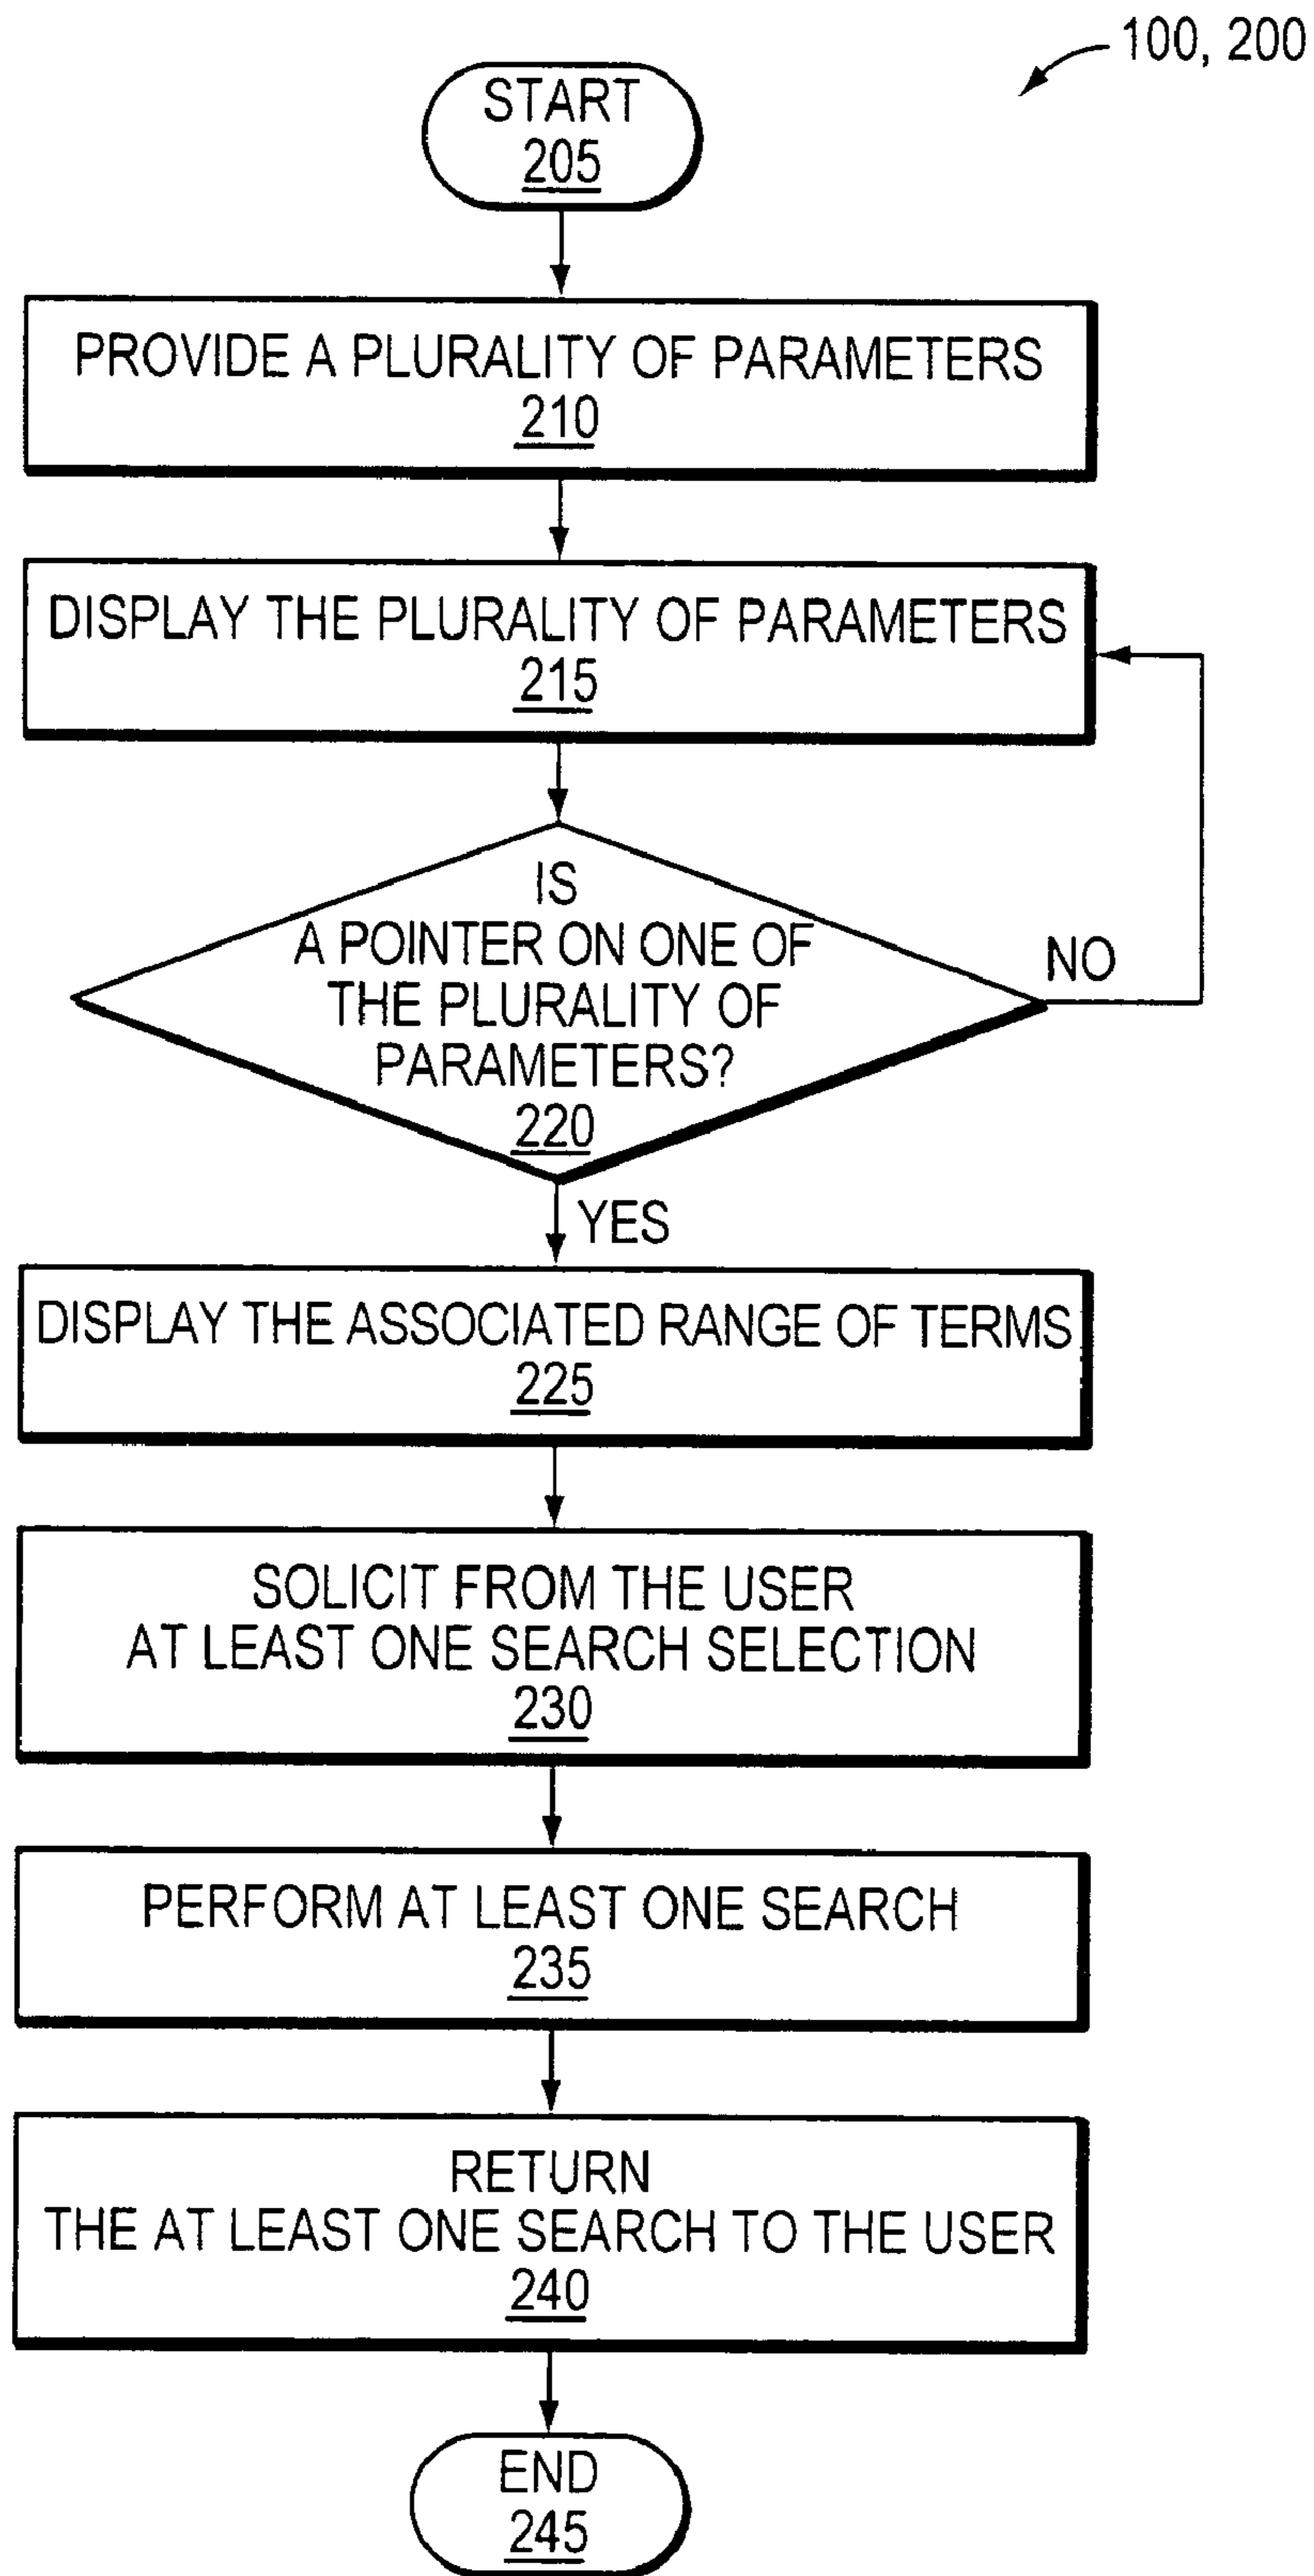 100, 200
START
205
PROVIDE A PLURALITY OF PARAMETERS
210
DISPLAY THE PLURALITY OF PARAMETERS
215
IS
A POINTER ON ONE OF
THE PLURALITY OF
PARAMETERS?
220
NO
YES
DISPLAY THE ASSOCIATED RANGE OF TERMS
225
SOLICIT FROM THE USER
AT LEAST ONE SEARCH SELECTION
230
PERFORM AT LEAST ONE SEARCH
235
RETURN
THE AT LEAST ONE SEARCH TO THE USER
240
END
245